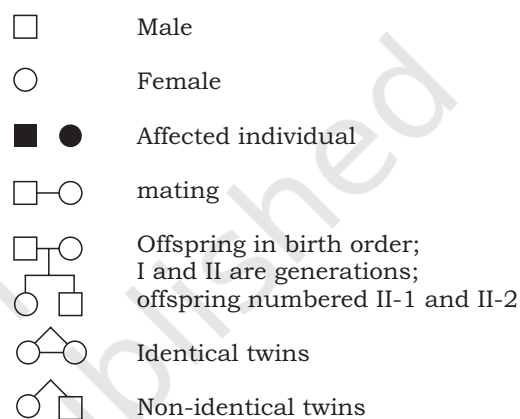 Male
Female
Affected individual
mating
Offspring in birth order;
I and II are generations;
offspring numbered II-1 and II-2
Identical twins
Non-identical twins